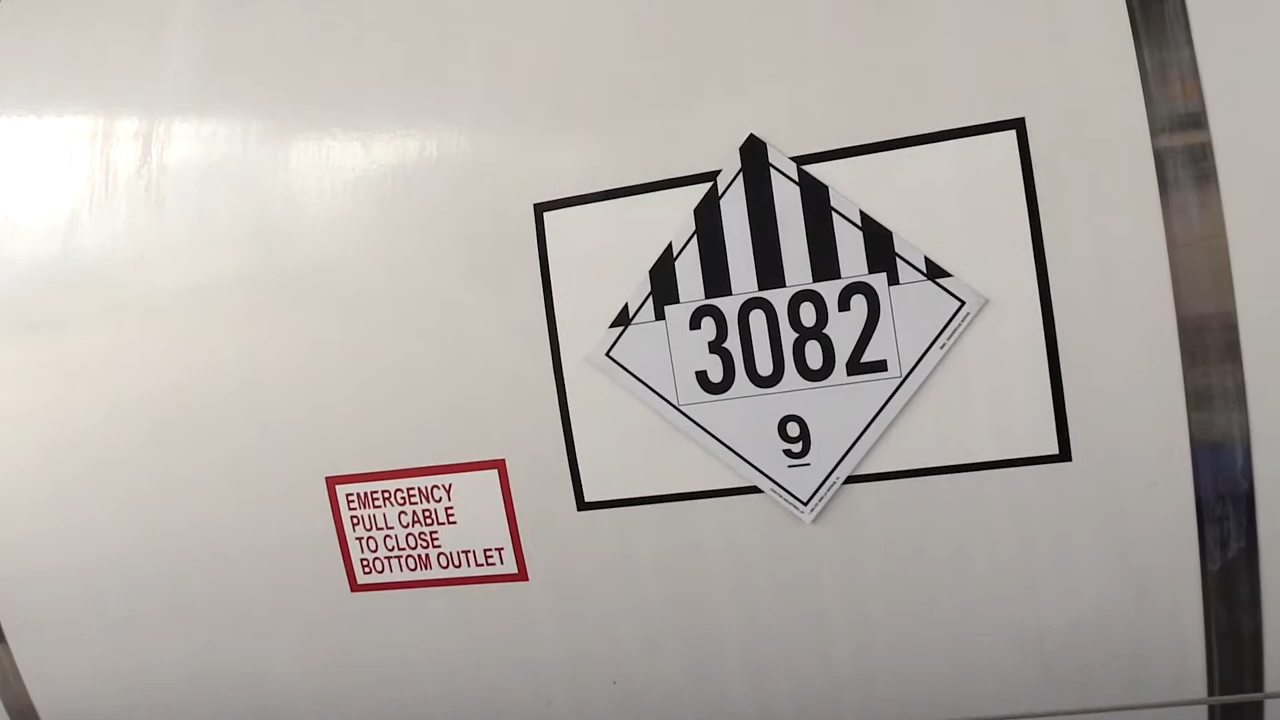 3082
9
EMERGENCY
PULL CABLE
TO CLOSE
BOTTOM OUTLET